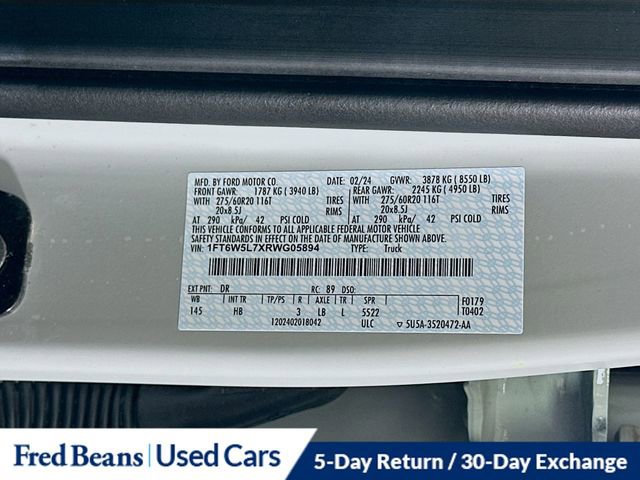 MFD. BY FORD MOTOR CO. 02/24 GVWR: 3878 KG ( 8550 LB)
FRONT GAWR: 1787 KG ( 3940 LB) REAR GAWR: 2245 KG ( 4950 LB)
WITH 275/60R20 116T TIRES WITH 275/60R20 116T TIRES
20x8.5J RIMS 20x8.5J RIMS
AT 290 kPa/ 42 PSI COLD AT 290 kPa/ 42 PSI COLD
THIS VEHICLE CONFORMS TO ALL APPLICABLE FEDERAL MOTOR VEHICLE
SAFETY AND THEFT PREVENTION STANDARDS IN EFFECT ON THE DATE OF MANUFACTURE SHOWN ABOVE.
VIN: 1FT6W5L7XRWG05894 TYPE: Truck
EXT PNT: DR RC: 89 DSO:
WB INT TR TP/PS R AXLE TR SPR F0179
145 HB 3 LB L 5522 T0402
1202402018042 ULC ▽ 5U5A-3520472-AA
Fred Beans | Used Cars 5-Day Return / 30-Day Exchange